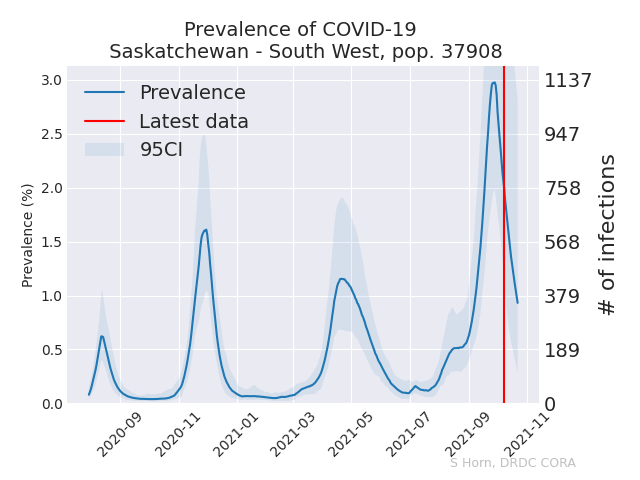 Prevalence of COVID-19
Saskatchewan - South West, pop. 37908
Prevalence
Latest data
95CI
Prevalence (%)
3.0
2.5
2.0
1.5
1.0
0.5
0.0
1137
947
758
568
379
189
0
# of infections
2020-09
2020-11
2021-01
2021-03
2021-05
2021-07
2021-09
2021-11
S Horn, DRDC CORA